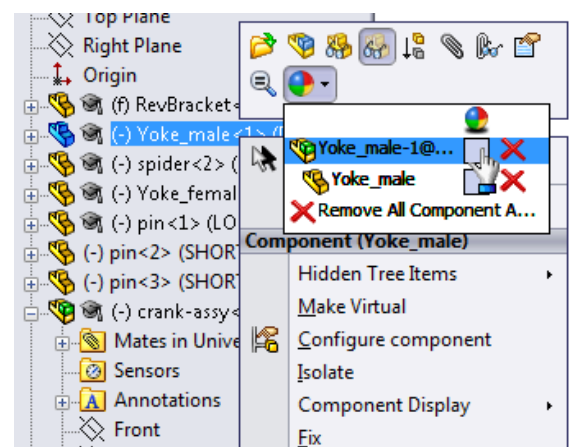 Top Plane
Right Plane
Origin
(f) RevBracket<
(-) Yoke_male<1> (
(-) spider<2> (
(-) Yoke_femal
(-) pin<1> (LO
(-) pin<2> (SHOR
(-) pin<3> (SHOR
(-) crank-assy<
Mates in Unive
Sensors
Annotations
Front
Yoke_male-1@...
Yoke_male
Remove All Component A...
Component (Yoke_male)
Hidden Tree Items
Make Virtual
Configure component
Isolate
Component Display
Fix